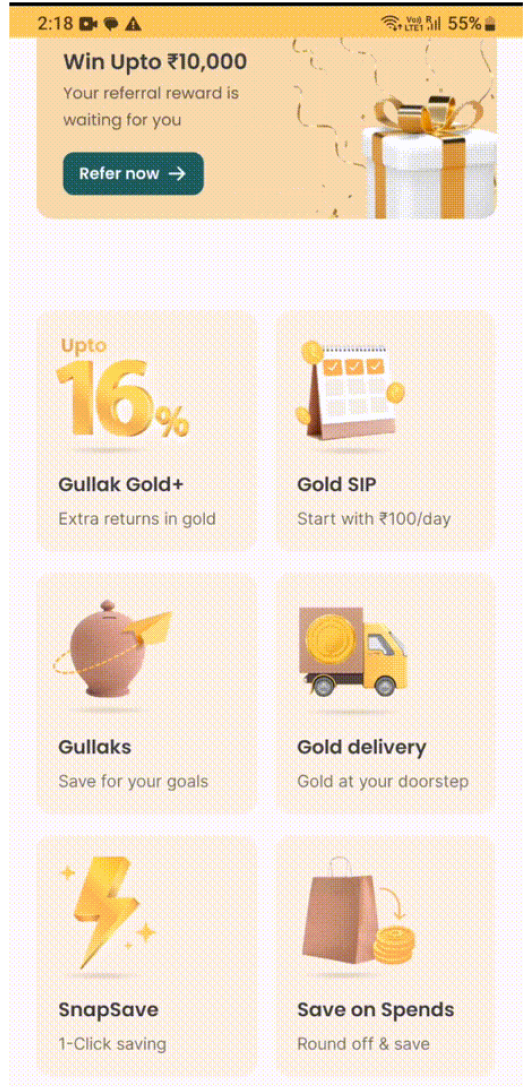 2:18 55%
Win Upto ₹10,000
Your referral reward is
waiting for you
Refer now →
Upto
16%
Gullak Gold+
Extra returns in gold
Gold SIP
Start with ₹100/day
Gullaks
Save for your goals
Gold delivery
Gold at your doorstep
SnapSave
1-Click saving
Save on Spends
Round off & save